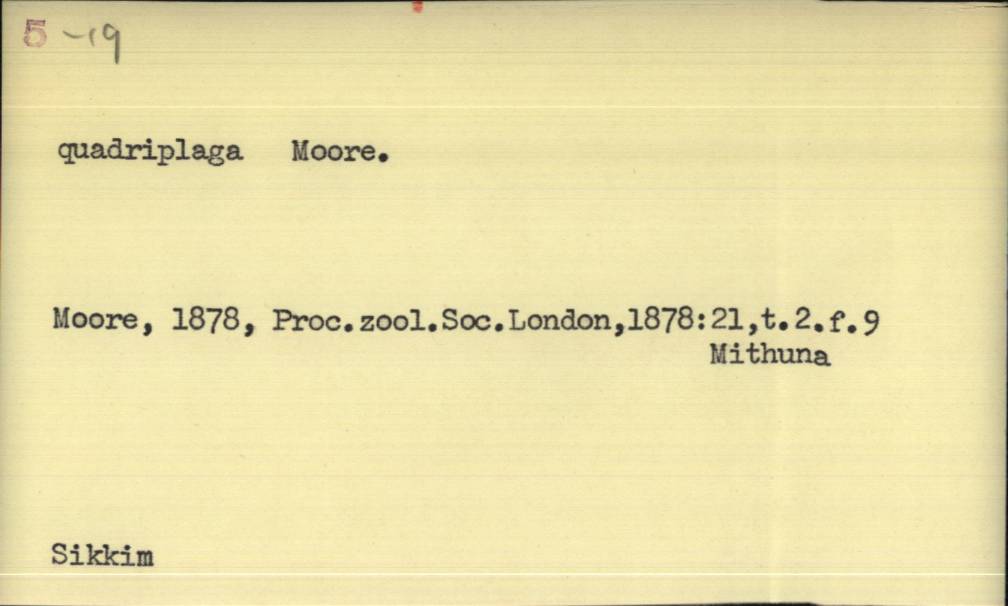 5 -19
quadriplaga Moore.
Moore, 1878, Proc.zool.Soc.London,1878:21,t.2.f.9
Mithuna
Sikkim